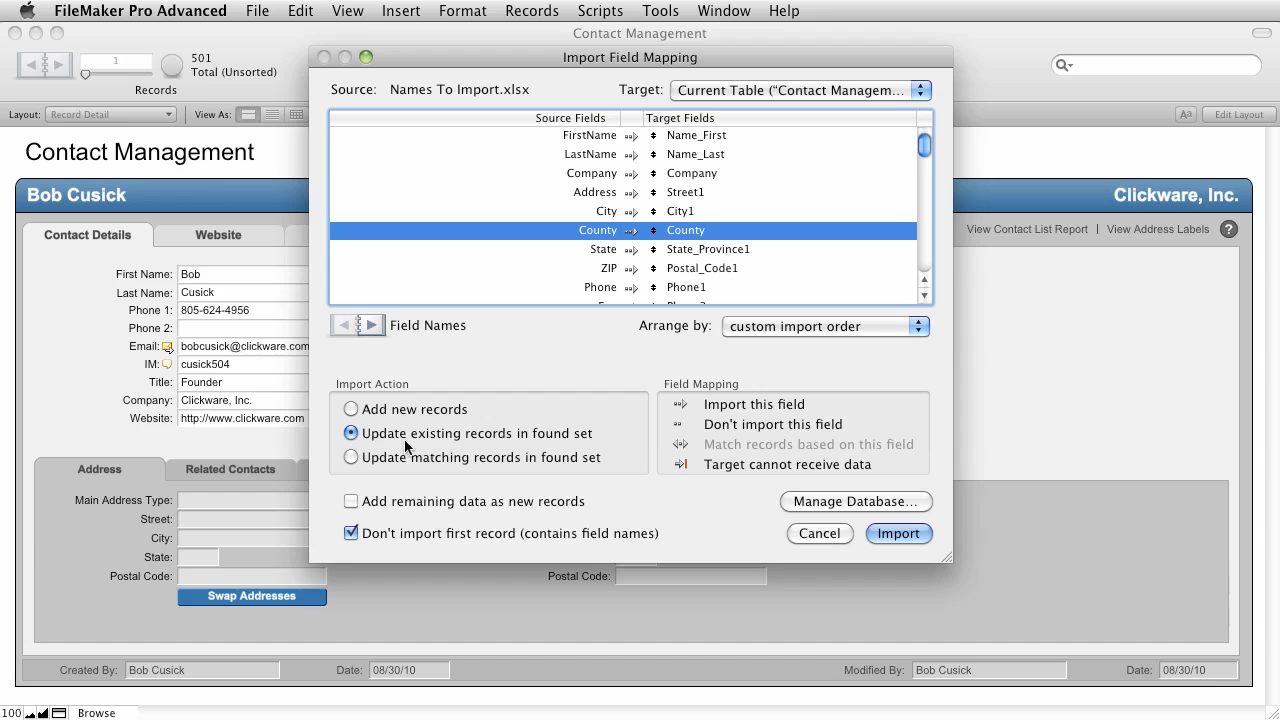 FileMaker Pro Advanced File Edit View Insert Format Records Scripts Tools Window Help
Contact Management
1
501
Total (Unsorted)
Records
Layout: Record Detail View As: Aa Edit Layout
Contact Management
Bob Cusick Clickware, Inc.
Contact Details Website View Contact List Report | View Address Labels ?
First Name: Bob
Last Name: Cusick
Phone 1: 805-624-4956
Phone 2:
Email: bobcusick@clickware.com
IM: cusick504
Title: Founder
Company: Clickware, Inc.
Website: http://www.clickware.com
Address Related Contacts
Main Address Type:
Street:
City:
State:
Postal Code: Postal Code:
Swap Addresses
Created By: Bob Cusick Date: 08/30/10 Modified By: Bob Cusick Date: 08/30/10
100 Browse
Import Field Mapping
Source: Names To Import.xlsx Target: Current Table ("Contact Managem...
Source Fields Target Fields
FirstName Name_First
LastName Name_Last
Company Company
Address Street1
City City1
County County
State State_Province1
ZIP Postal_Code1
Phone Phone1
Field Names Arrange by: custom import order
Import Action Field Mapping
Add new records Import this field
Update existing records in found set Don't import this field
Update matching records in found set Match records based on this field
Target cannot receive data
Add remaining data as new records Manage Database...
Don't import first record (contains field names) Cancel Import